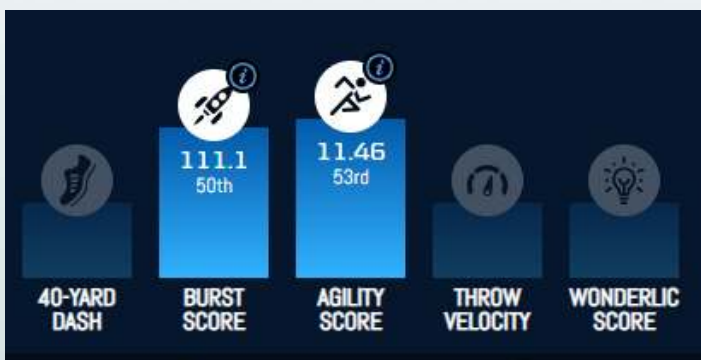 i
i
111.1
50th
11.46
53rd
40-YARD
DASH
BURST
SCORE
AGILITY
SCORE
THROW
VELOCITY
WONDERLIC
SCORE